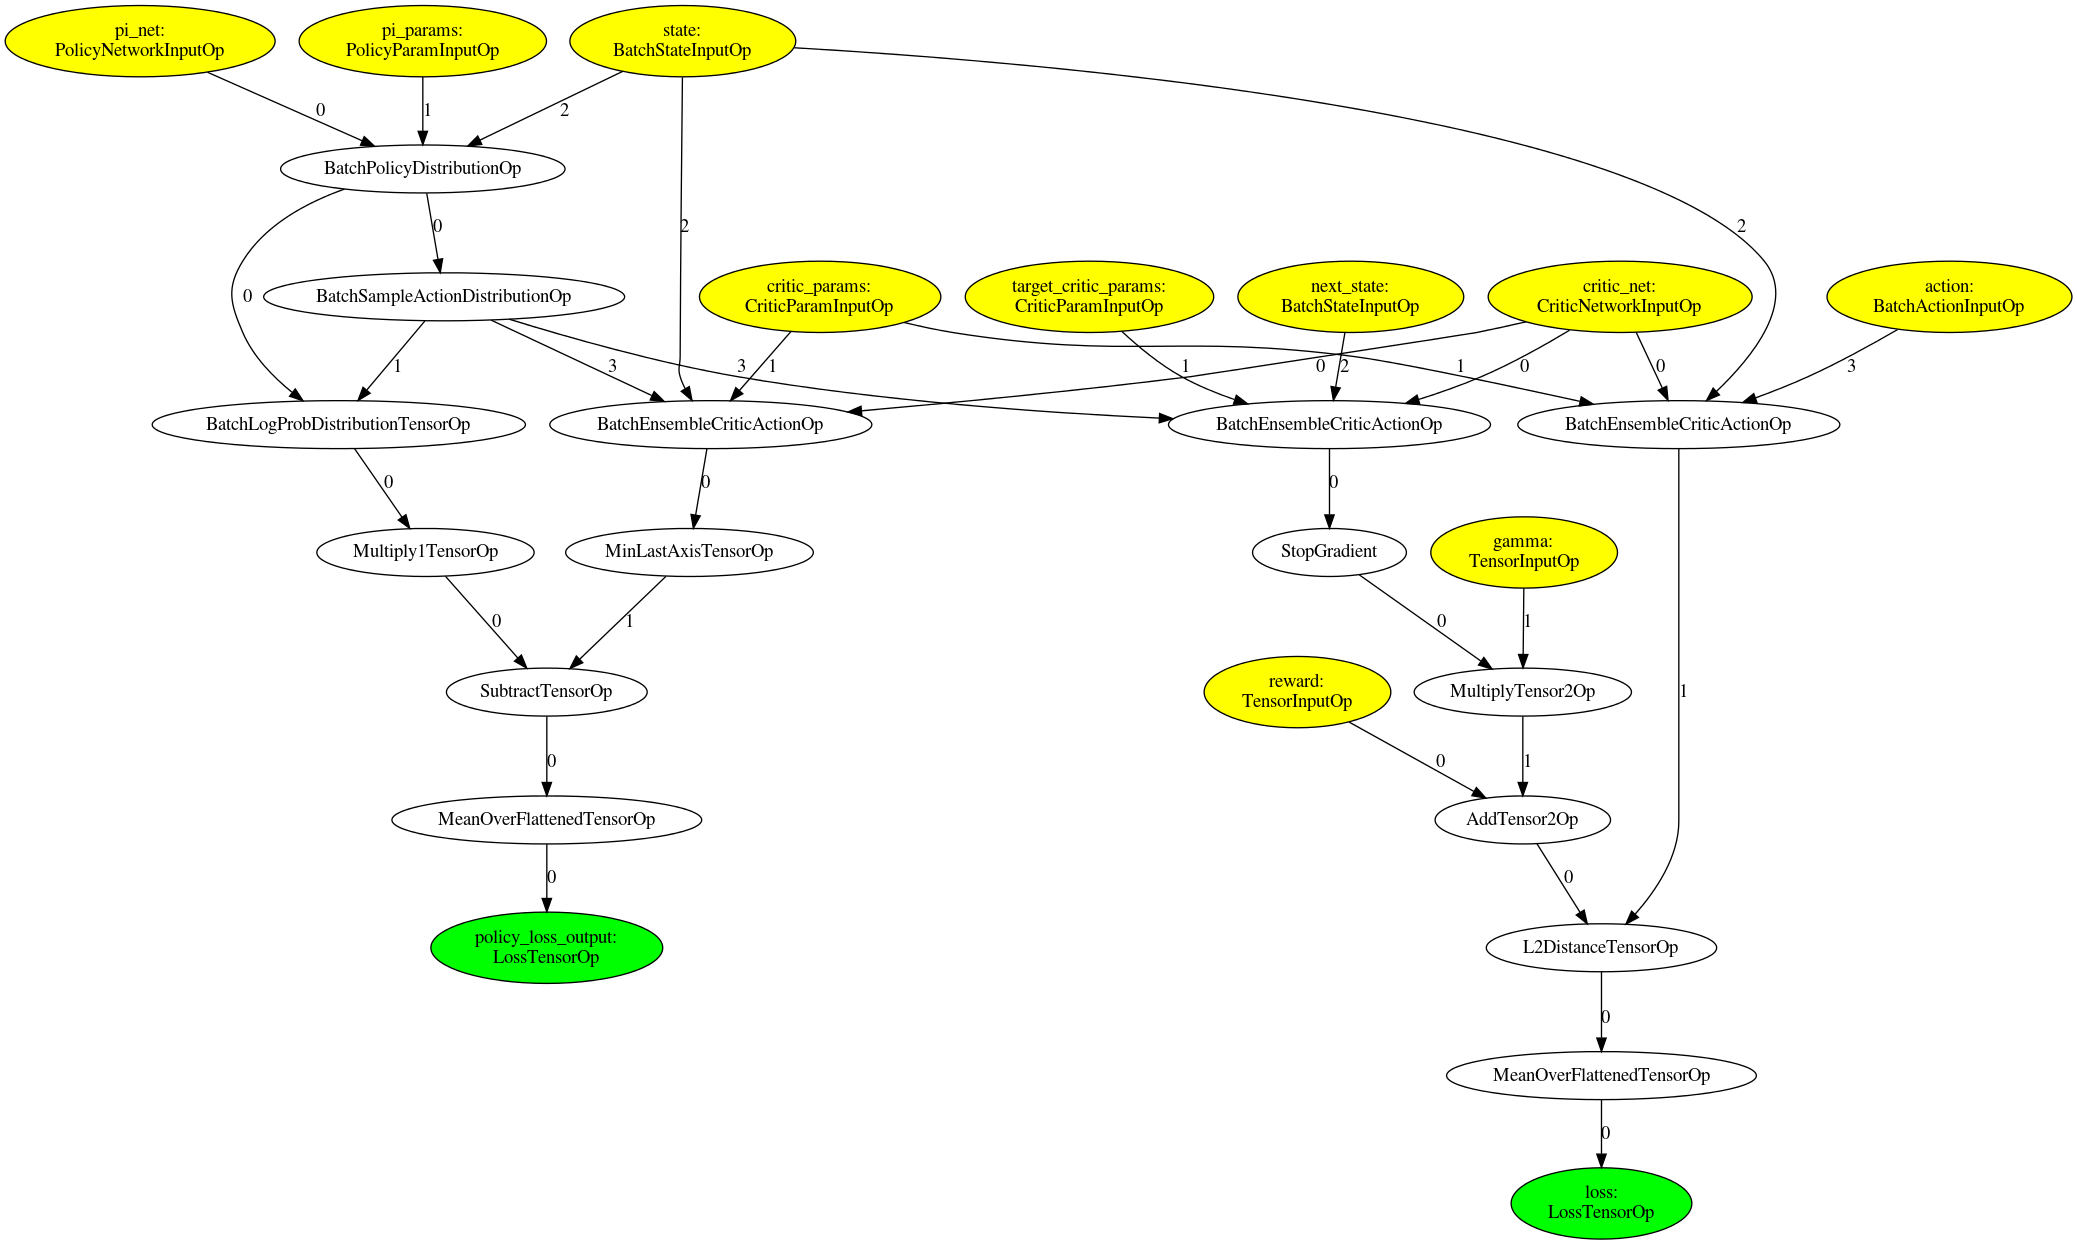 pi_net:
PolicyNetworkInputOp
pi_params:
PolicyParamInputOp
state:
BatchStateInputOp
0
1
2
BatchPolicyDistributionOp
0
2
2
BatchSampleActionDistributionOp
0
critic_params:
CriticParamInputOp
target_critic_params:
CriticParamInputOp
next_state:
BatchStateInputOp
critic_net:
CriticNetworkInputOp
action:
BatchActionInputOp
1
3
3
1
1
0
2
1
0
0
3
BatchLogProbDistributionTensorOp
BatchEnsembleCriticActionOp
BatchEnsembleCriticActionOp
BatchEnsembleCriticActionOp
0
0
0
Multiply1TensorOp
MinLastAxisTensorOp
StopGradient
gamma:
TensorInputOp
0
1
0
1
SubtractTensorOp
reward:
TensorInputOp
MultiplyTensor2Op
1
0
0
1
MeanOverFlattenedTensorOp
AddTensor2Op
0
0
policy_loss_output:
LossTensorOp
L2DistanceTensorOp
0
MeanOverFlattenedTensorOp
0
loss:
LossTensorOp